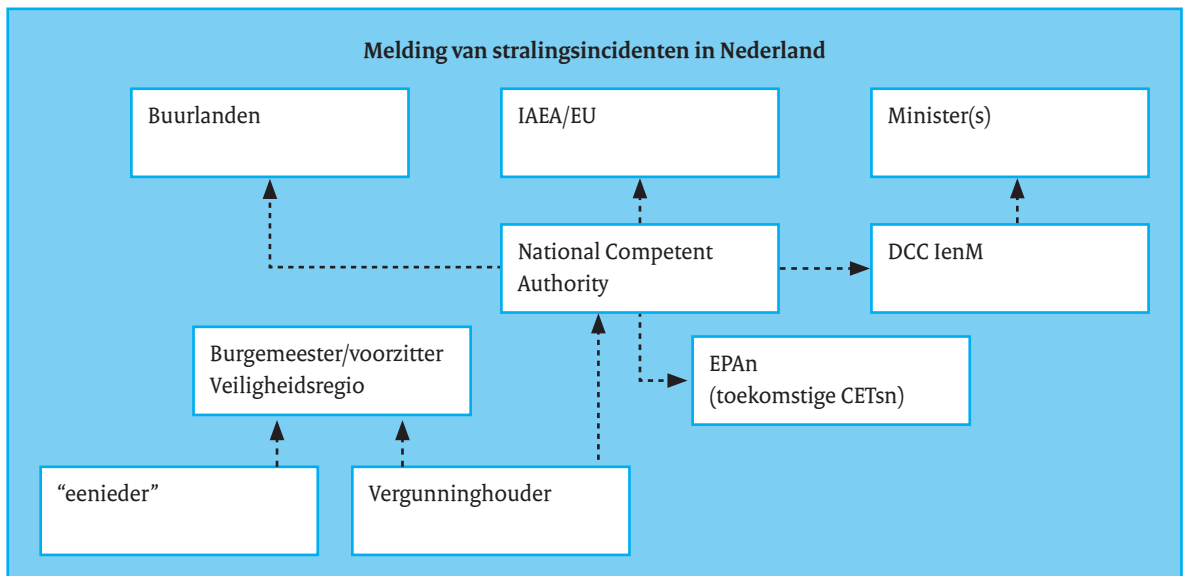 Melding van stralingsincidenten in Nederland
Buurlanden
IAEA/EU
Minister(s)
National Competent
Authority
DCC IenM
Burgemeester/voorzitter
Veiligheidsregio
EPAn
(toekomstige CETsn)
“eenieder”
Vergunninghouder